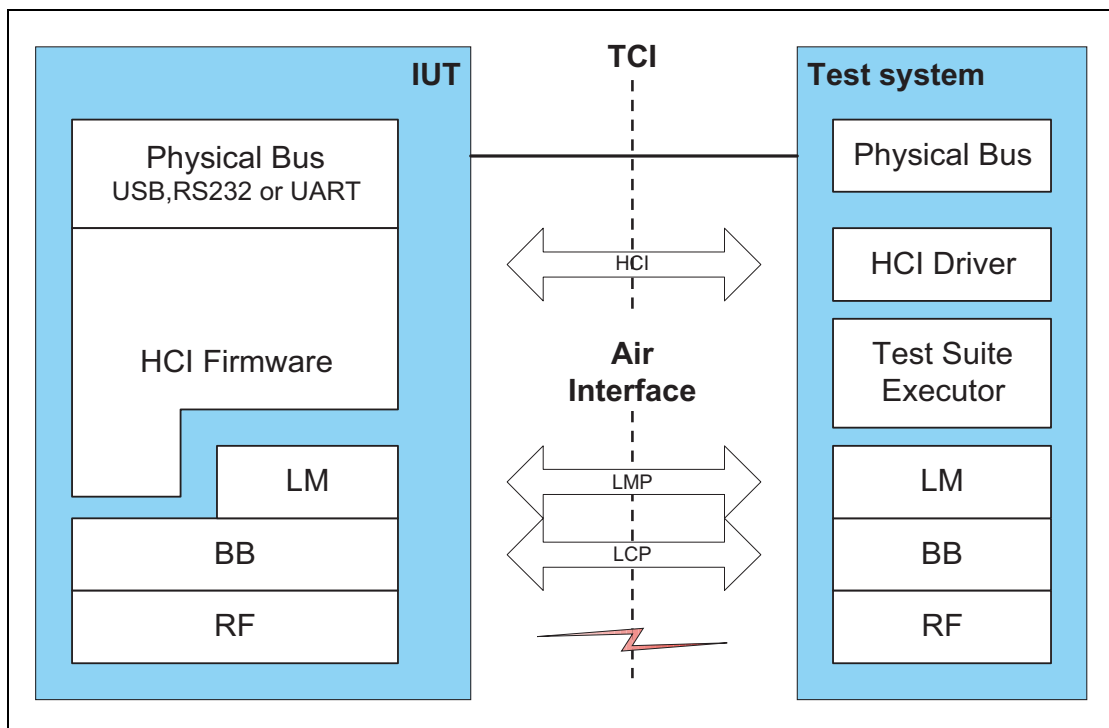 IUT
Physical Bus
USB,RS232 or UART
HCI Firmware
LM
BB
RF
TCI
HCI
Air
Interface
LMP
LCP
Test system
Physical Bus
HCI Driver
Test Suite
Executor
LM
BB
RF